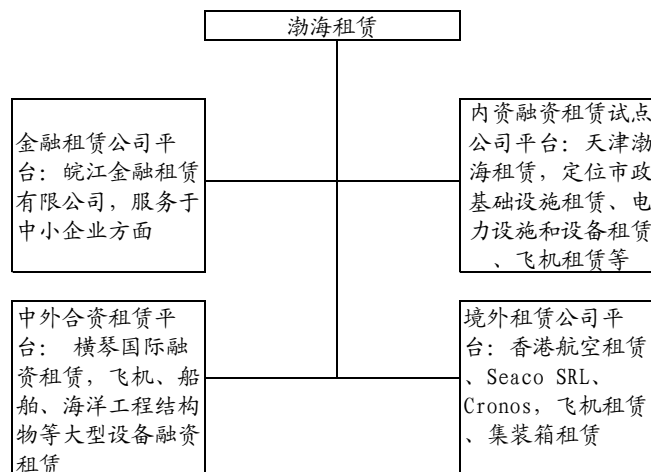 渤海租赁
金融租赁公司平
台：皖江金融租赁
有限公司，服务于
中小企业方面
内资融资租赁试点
公司平台：天津渤
海租赁，定位市政
基础设施租赁、电
力设施和设备租赁
、飞机租赁等
中外合资租赁平
台： 横琴国际融
资租赁，飞机、船
舶、海洋工程结构
物等大型设备融资
租赁
境外租赁公司平
台：香港航空租赁
、Seaco SRL、
Cronos，飞机租赁
、集装箱租赁